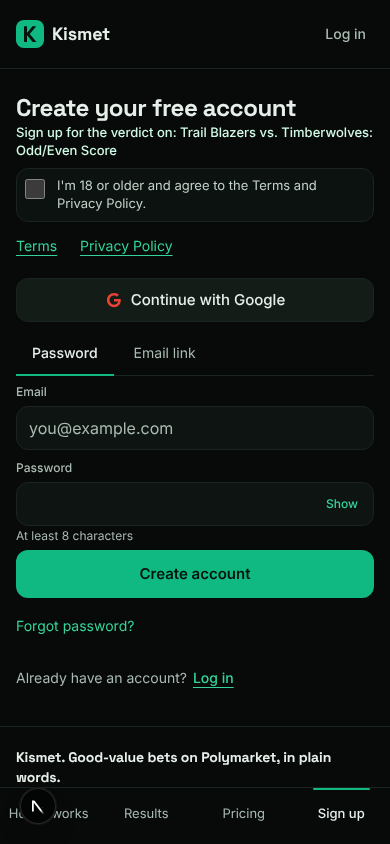 Kismet
Log in
Create your free account
Sign up for the verdict on: Trail Blazers vs. Timberwolves:
Odd/Even Score
I'm 18 or older and agree to the Terms and
Privacy Policy.
Terms Privacy Policy
Continue with Google
Password Email link
Email
you@example.com
Password
Show
At least 8 characters
Create account
Forgot password?
Already have an account? Log in
Kismet. Good-value bets on Polymarket, in plain
words.
works Results Pricing Sign up